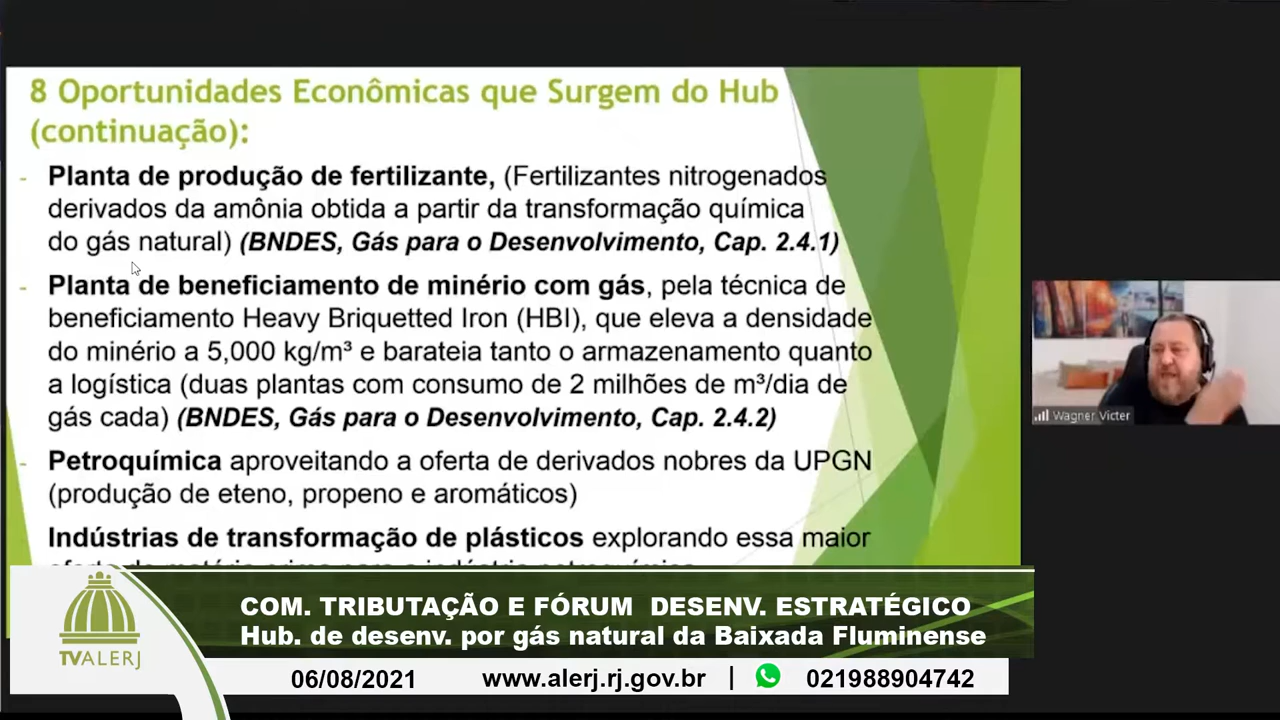 8 Oportunidades Econômicas que Surgem do Hub
(continuação):
- Planta de produção de fertilizante, (Fertilizantes nitrogenados
derivados da amônia obtida a partir da transformação química
do gás natural) (BNDES, Gás para o Desenvolvimento, Cap. 2.4.1)
- Planta de beneficiamento de minério com gás, pela técnica de
beneficiamento Heavy Briquetted Iron (HBI), que eleva a densidade
do minério a 5,000 kg/m³ e barateia tanto o armazenamento quanto
a logística (duas plantas com consumo de 2 milhões de m³/dia de
gás cada) (BNDES, Gás para o Desenvolvimento, Cap. 2.4.2)
- Petroquímica aproveitando a oferta de derivados nobres da UPGN
(produção de eteno, propeno e aromáticos)
Indústrias de transformação de plásticos explorando essa maior
Wagner Victer
TVALERJ
COM. TRIBUTAÇÃO E FÓRUM DESENV. ESTRATÉGICO
Hub. de desenv. por gás natural da Baixada Fluminense
06/08/2021 www.alerj.rj.gov.br | 021988904742